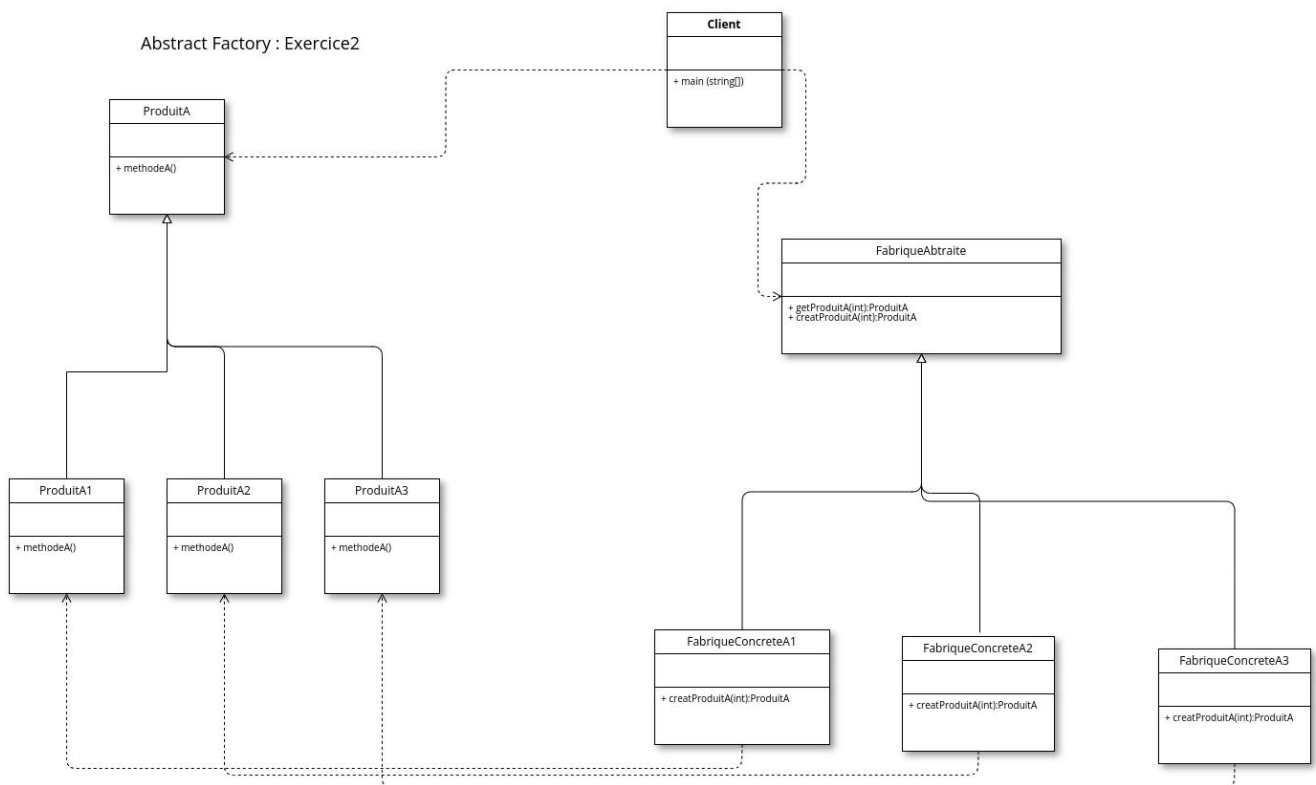 Client
Abstract Factory : Exercice2
+ main (string[])
ProduitA
+ methodeA()
FabriqueAbtraite
+ getProduitA(int):ProduitA
+ creatProduitA(int):ProduitA
ProduitA1
ProduitA2
ProduitA3
+ methodeA()
+ methodeA()
+ methodeA()
FabriqueConcreteA1
FabriqueConcreteA2
FabriqueConcreteA3
+ creatProduitA(int):ProduitA
+ creatProduitA(int):ProduitA
+ creatProduitA(int):ProduitA